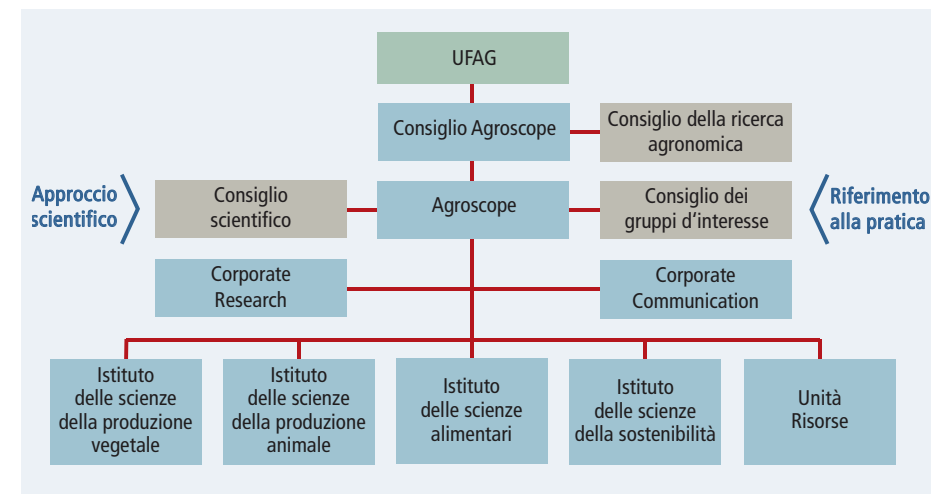 UFAG
Consiglio Agroscope
Consiglio della ricerca
agronomica
Approccio
scientifico
Consiglio
scientifico
Agroscope
Consiglio dei
gruppi d‘interesse
Riferimento
alla pratica
Corporate
Research
Corporate
Communication
Istituto
delle scienze
della produzione
vegetale
Istituto
delle scienze
della produzione
animale
Istituto
delle scienze
alimentari
Istituto
delle scienze
della sostenibilità
Unità
Risorse